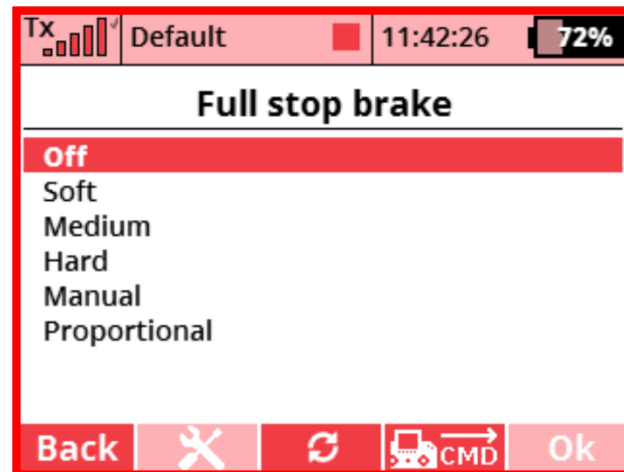 Tx Default 11:42:26 72%
Full stop brake
Off
Soft
Medium
Hard
Manual
Proportional
Back CMD Ok